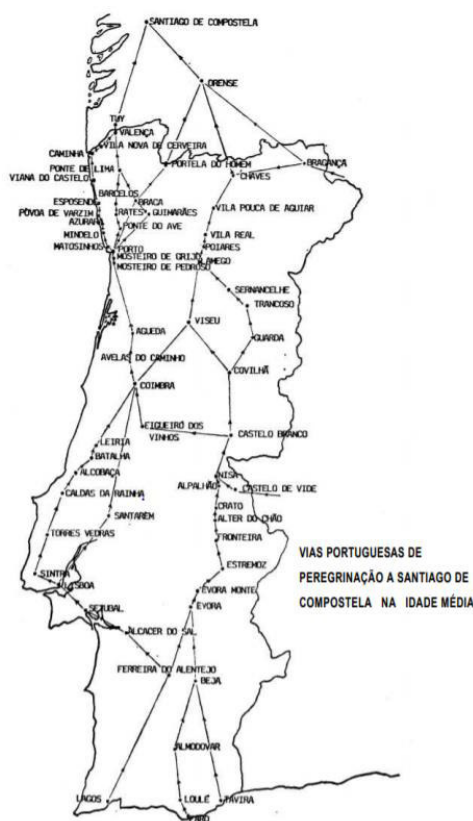 SANTIAGO DE COMPOSTELA
ORENSE
TUY
VALENÇA
VILA NOVA DE CERVEIRA
CAMINHA
PORTELA DO HOMEM
BRAGANÇA
PONTE DE LIMA
CHAVES
VIANA DO CASTELO
BARCELOS
BRAGA
VILA POUCA DE AGUIAR
ESPOSENDE
RATES
GUIMARÃES
PÓVOA DE VARZIM
AZURAR
PONTE DO AVE
MINDELO
VILA REAL
MATOSINHOS
PORTO
POIARES
MOSTEIRO DE GRIJÓ
LAMEGO
MOSTEIRO DE PEDROSO
SERNANCELHE
TRANCOSO
VISEU
AGUEDA
GUARDA
AVELAS DO CAMINHO
COVILHÃ
COIMBRA
FIGUEIRÓ DOS
VINHOS
CASTELO BRANCO
LEIRIA
BATALHA
ALCOBAÇA
NISA
ALPALHÃO
CASTELO DE VIDE
CALDAS DA RAINHA
CRATO
SANTARÉM
ALTER DO CHÃO
TORRES VEDRAS
FRONTEIRA
VIAS PORTUGUESAS DE
PEREGRINAÇÃO A SANTIAGO DE
COMPOSTELA NA IDADE MÉDIA
ESTREMOZ
SINTRA
LISBOA
ÉVORA MONTE
SETUBAL
ÉVORA
ALCACER DO SAL
FERREIRA DO ALENTEJO
BEJA
ALMODOVAR
LAGOS
LOULÉ
TAVIRA